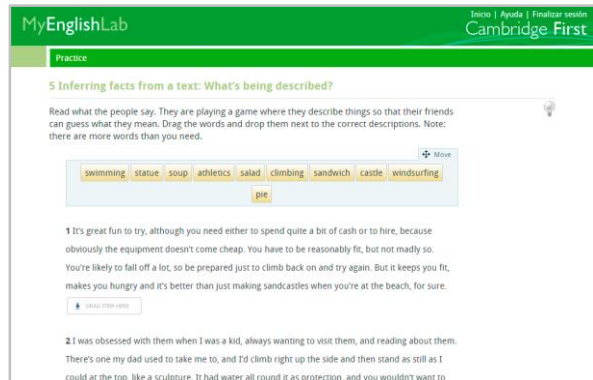 MyEnglishLab
Inicio | Ayuda | Finalizar sesión
Cambridge First
Practice
5 Inferring facts from a text: What's being described?
Read what the people say. They are playing a game where they describe things so that their friends
can guess what they mean. Drag the words and drop them next to the correct descriptions. Note:
there are more words than you need.
Move
swimming statue soup athletics salad climbing sandwich castle windsurfing
pie
1 It's great fun to try, although you need either to spend quite a bit of cash or to hire, because
obviously the equipment doesn't come cheap. You have to be reasonably fit, but not madly so.
You're likely to fall off a lot, so be prepared just to climb back on and try again. But it keeps you fit,
makes you hungry and it's better than just making sandcastles when you're at the beach, for sure.
DRAG ITEM HERE
2 I was obsessed with them when I was a kid, always wanting to visit them, and reading about them.
There's one my dad used to take me to, and I'd climb right up the side and then stand as still as I
could at the top, like a sculpture. It had water all round it as protection, and you wouldn't want to